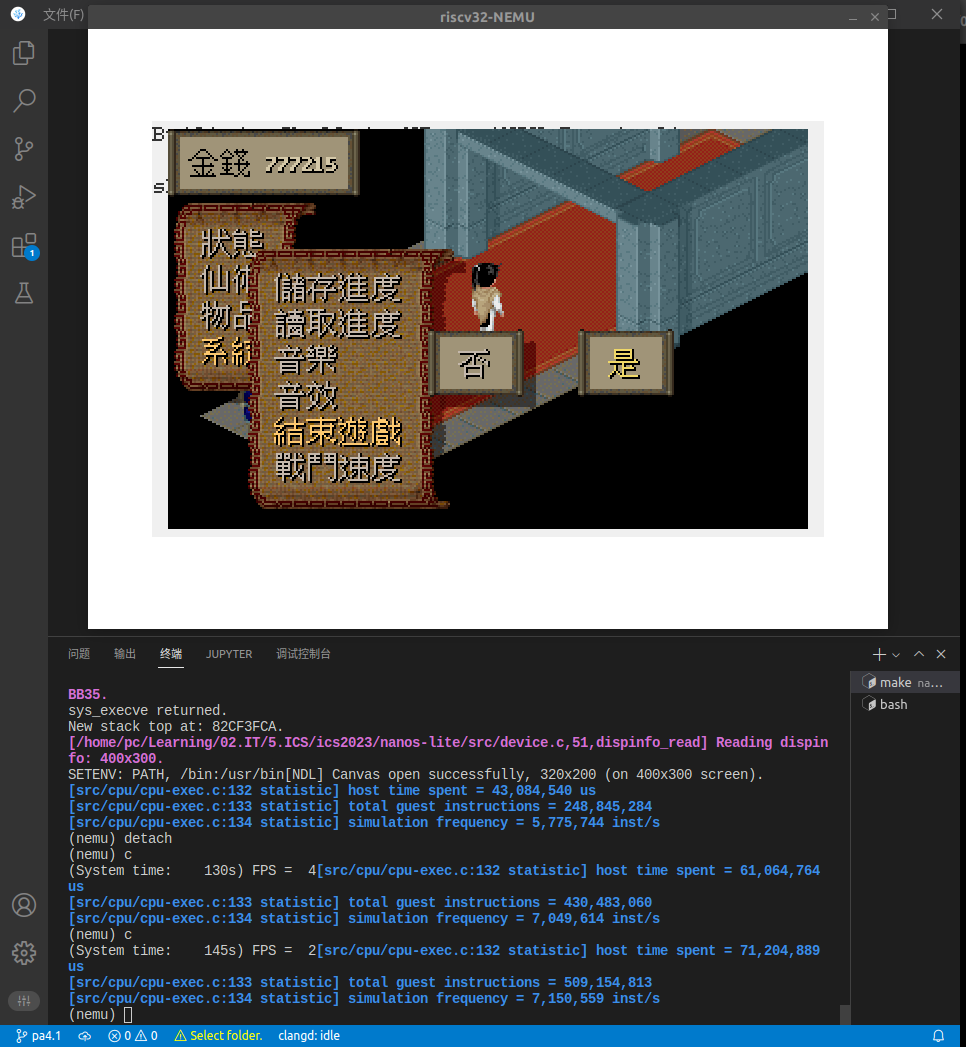 文件(F)
riscv32-NEMU
金錢 777215
狀態
仙術
物品
系統
儲存進度
讀取進度
音樂
音效
結束遊戲
戰鬥速度
否
是
1
问题 输出 终端 JUPYTER 调试控制台
make na...
bash
BB35.
sys_execve returned.
New stack top at: 82CF3FCA.
[/home/pc/Learning/02.IT/5.ICS/ics2023/nanos-lite/src/device.c,51,dispinfo_read] Reading dispin
fo: 400x300.
SETENV: PATH, /bin:/usr/bin[NDL] Canvas open successfully, 320x200 (on 400x300 screen).
[src/cpu/cpu-exec.c:132 statistic] host time spent = 43,084,540 us
[src/cpu/cpu-exec.c:133 statistic] total guest instructions = 248,845,284
[src/cpu/cpu-exec.c:134 statistic] simulation frequency = 5,775,744 inst/s
(nemu) detach
(nemu) c
(System time: 130s) FPS = 4[src/cpu/cpu-exec.c:132 statistic] host time spent = 61,064,764
us
[src/cpu/cpu-exec.c:133 statistic] total guest instructions = 430,483,060
[src/cpu/cpu-exec.c:134 statistic] simulation frequency = 7,049,614 inst/s
(nemu) c
(System time: 145s) FPS = 2[src/cpu/cpu-exec.c:132 statistic] host time spent = 71,204,889
us
[src/cpu/cpu-exec.c:133 statistic] total guest instructions = 509,154,813
[src/cpu/cpu-exec.c:134 statistic] simulation frequency = 7,150,559 inst/s
(nemu)
pa4.1 0 0 Select folder. clangd: idle